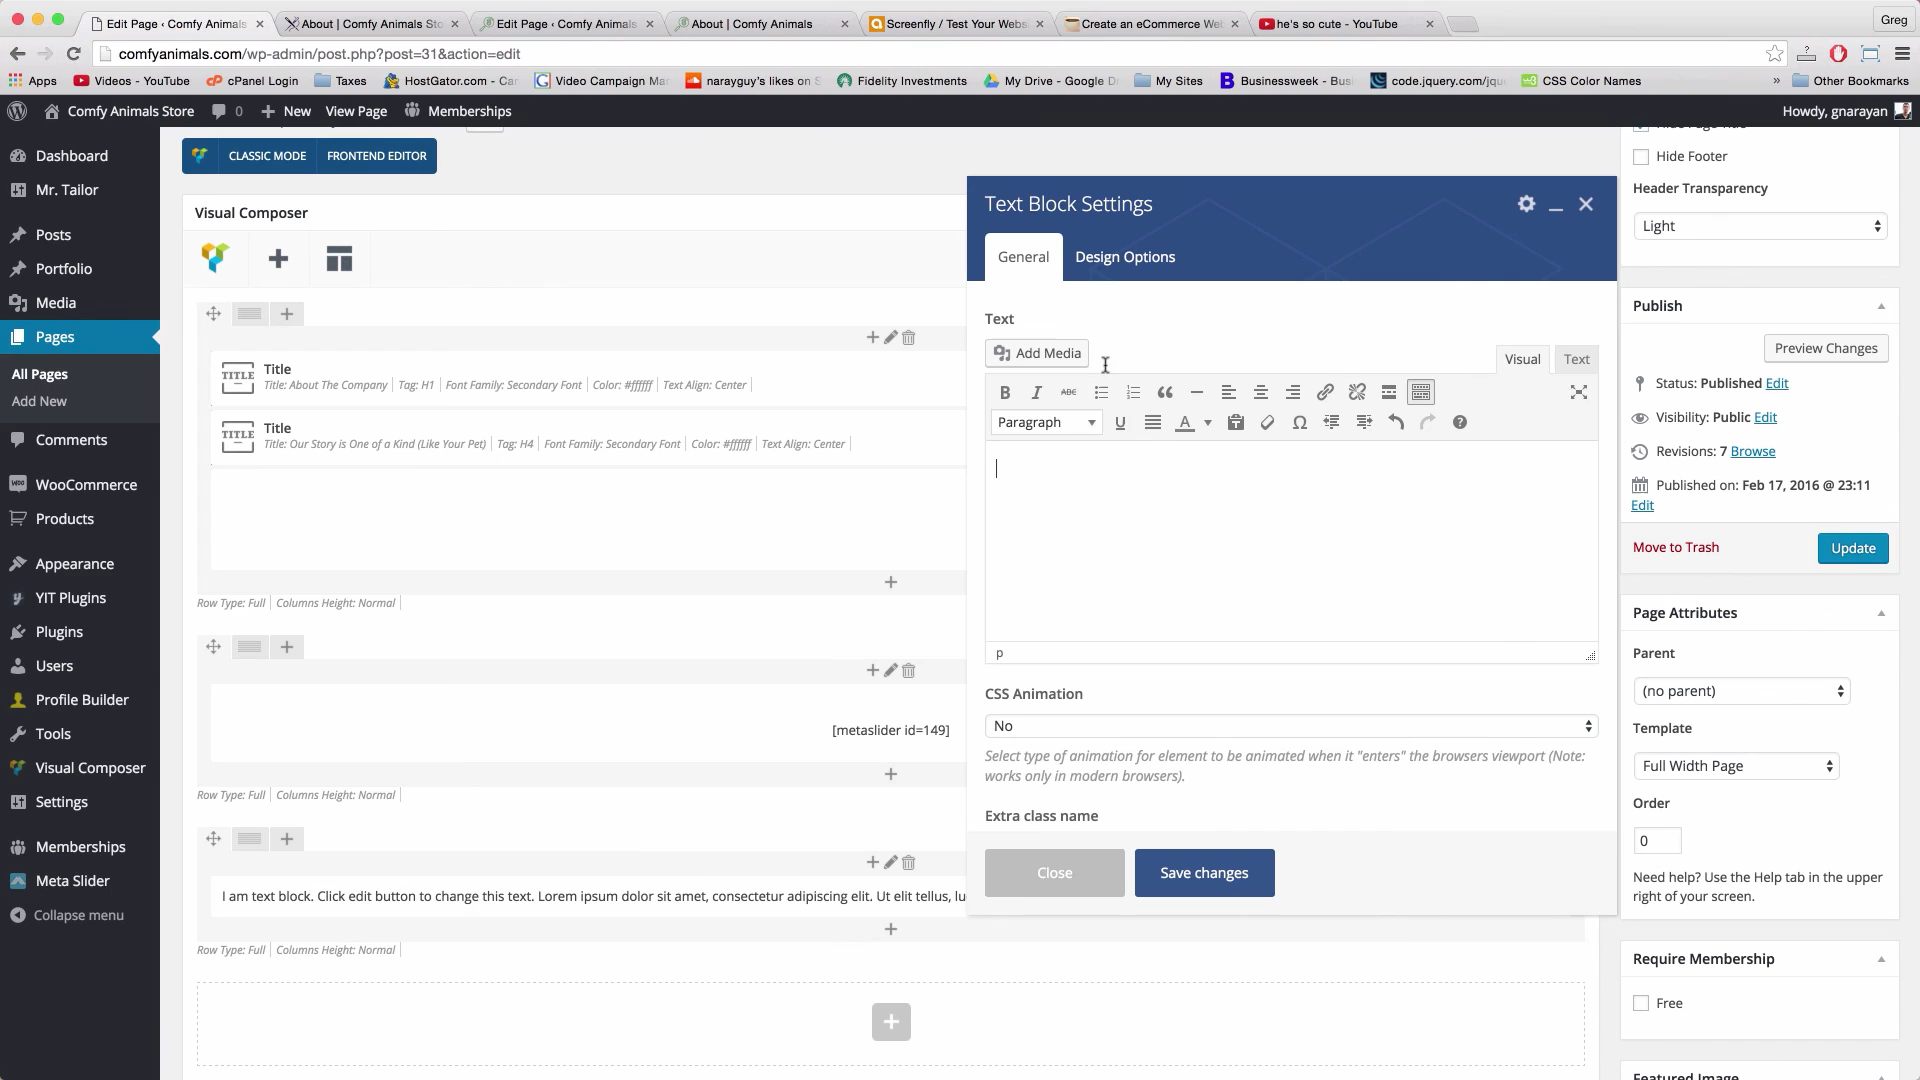 Edit Page ‹ Comfy Animals
About | Comfy Animals Sto
Edit Page ‹ Comfy Animals
About | Comfy Animals
Screenfly / Test Your Webs
Create an eCommerce We
he's so cute - YouTube
Greg
comfyanimals.com/wp-admin/post.php?post=31&action=edit
Apps
Videos - YouTube
cPanel Login
Taxes
HostGator.com - Ca
Video Campaign Ma
narayguy's likes on S
Fidelity Investments
My Drive - Google D
My Sites
Businessweek - Busi
code.jquery.com/jqu
CSS Color Names
»
Other Bookmarks
Comfy Animals Store
0
New
View Page
Memberships
Howdy, gnarayan
Dashboard
Mr. Tailor
Posts
Portfolio
Media
Pages
All Pages
Add New
Comments
WooCommerce
Products
Appearance
YIT Plugins
Plugins
Users
Profile Builder
Tools
Visual Composer
Settings
Memberships
Meta Slider
Collapse menu
CLASSIC MODE
FRONTEND EDITOR
Visual Composer
TITLE
Title
Title: About The Company | Tag: H1 | Font Family: Secondary Font | Color: #ffffff | Text Align: Center |
TITLE
Title
Title: Our Story is One of a Kind (Like Your Pet) | Tag: H4 | Font Family: Secondary Font | Color: #ffffff | Text Align: Center |
Row Type: Full | Columns Height: Normal |
[metaslider id=149]
Row Type: Full | Columns Height: Normal |
I am text block. Click edit button to change this text. Lorem ipsum dolor sit amet, consectetur adipiscing elit. Ut elit tellus, lu
Row Type: Full | Columns Height: Normal |
Text Block Settings
General
Design Options
Text
Add Media
Visual
Text
B I ABC
Paragraph
U
A
Ω
p
CSS Animation
No
Select type of animation for element to be animated when it "enters" the browsers viewport (Note:
works only in modern browsers).
Extra class name
Close
Save changes
Hide Footer
Header Transparency
Light
Publish
Preview Changes
Status: Published Edit
Visibility: Public Edit
Revisions: 7 Browse
Published on: Feb 17, 2016 @ 23:11
Edit
Move to Trash
Update
Page Attributes
Parent
(no parent)
Template
Full Width Page
Order
0
Need help? Use the Help tab in the upper
right of your screen.
Require Membership
Free
Featured Image